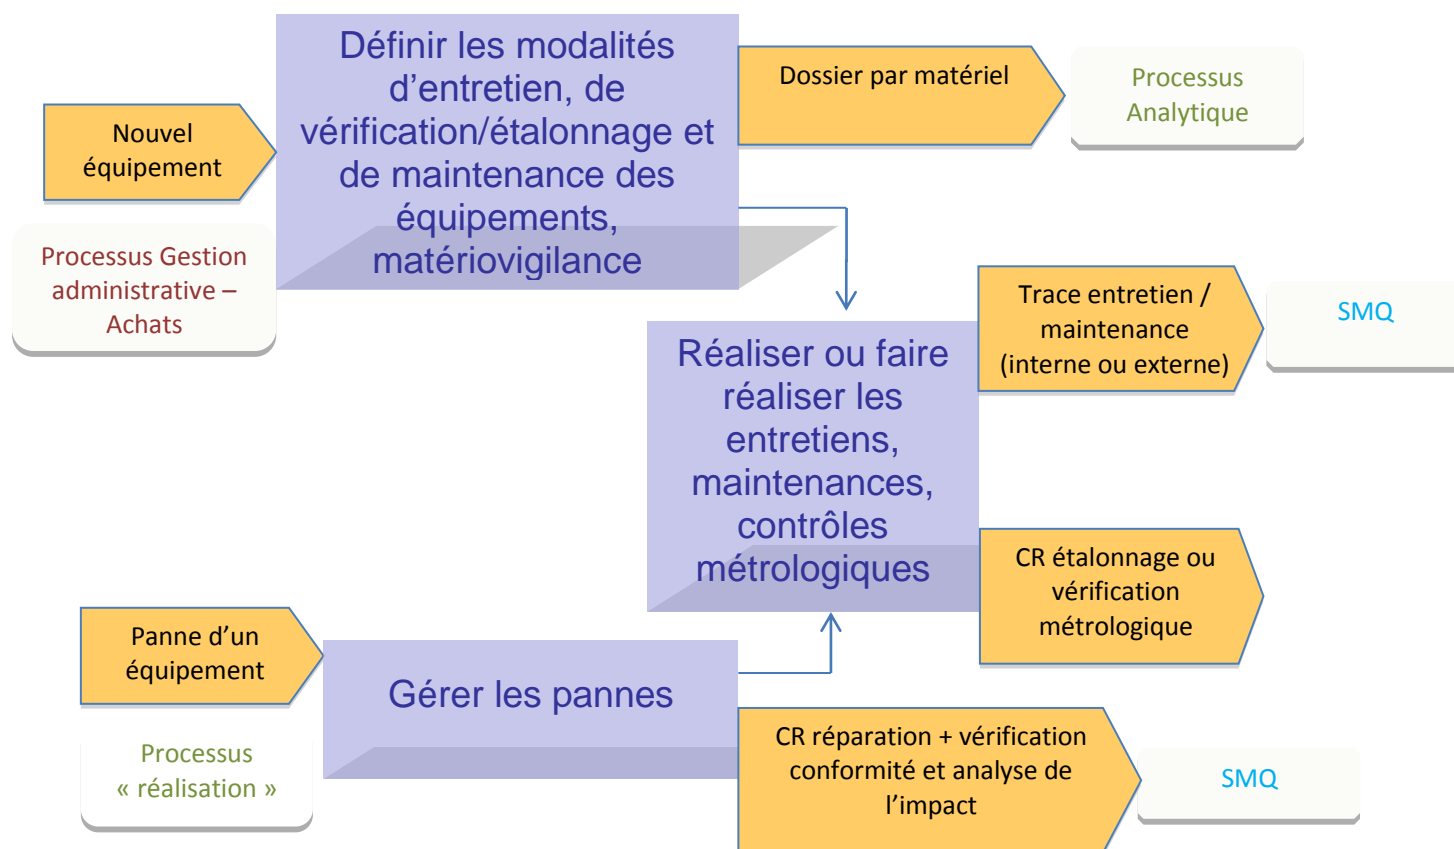 Définir les modalités
d’entretien, de
vérification/étalonnage et
de maintenance des
équipements,
matériovigilance
Dossier par matériel
Processus
Analytique
Nouvel
équipement
Processus Gestion
administrative –
Achats
Trace entretien /
maintenance
(interne ou externe)
SMQ
Réaliser ou faire
réaliser les
entretiens,
maintenances,
contrôles
métrologiques
CR étalonnage ou
vérification
métrologique
Panne d’un
équipement
Gérer les pannes
Processus
« réalisation »
CR réparation + vérification
conformité et analyse de
l’impact
SMQ